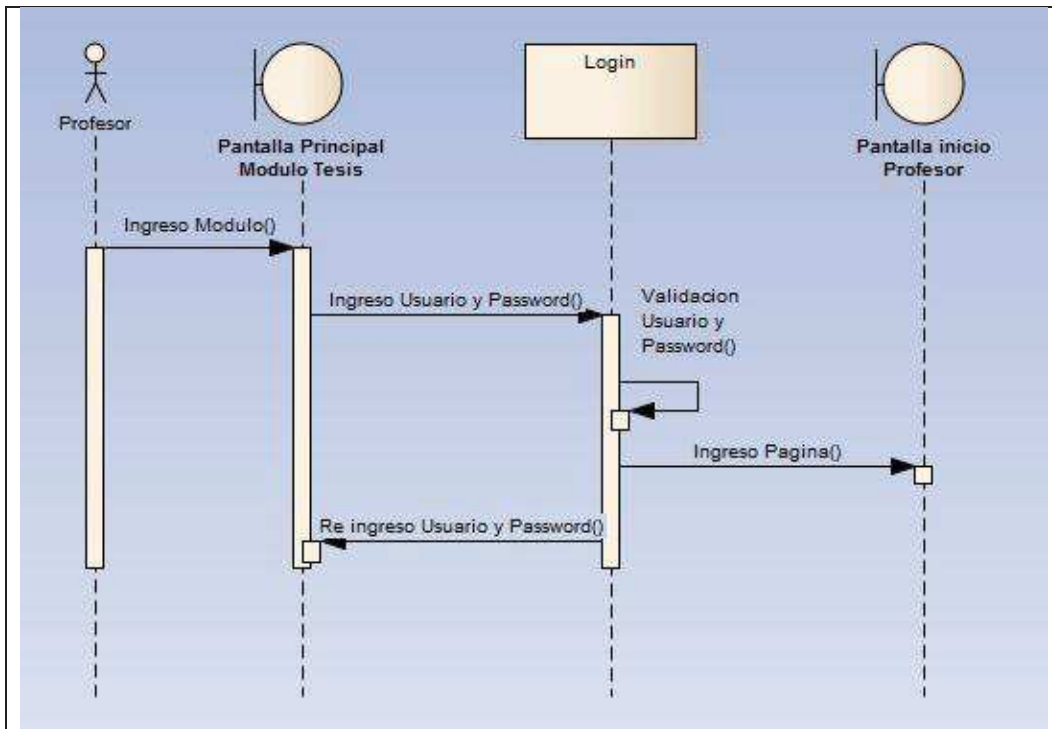 Profesor
Pantalla Principal
Modulo Tesis
Login
Pantalla inicio
Profesor
Ingreso Modulo()
Ingreso Usuario y Password()
Validacion
Usuario y
Password()
Ingreso Pagina()
Re ingreso Usuario y Password()